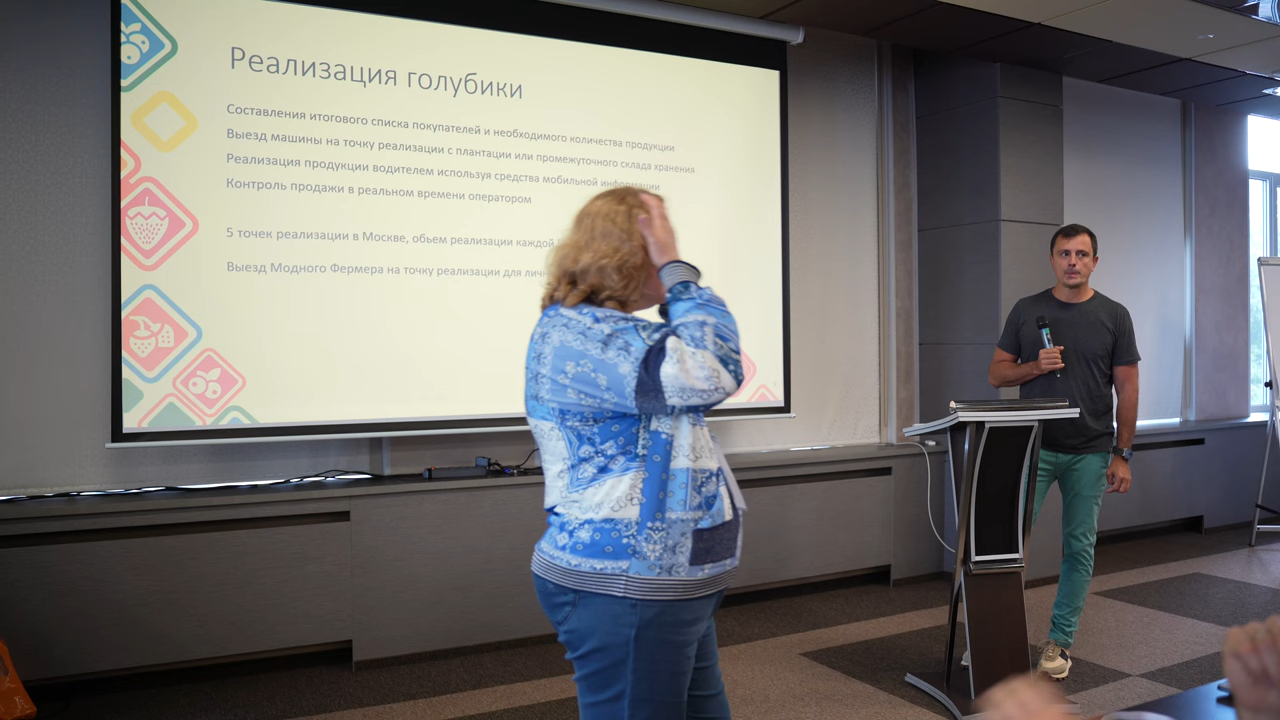 Реализация голубики
Составления итогового списка покупателей и необходимого количества продукции
Выезд машины на точку реализации с плантации или промежуточного склада хранения
Реализация продукции водителем используя средства мобильной информации
Контроль продажи в реальном времени оператором
5 точек реализации в Москве, обьем реализации каждой
Выезд Модного Фермера на точку реализации для